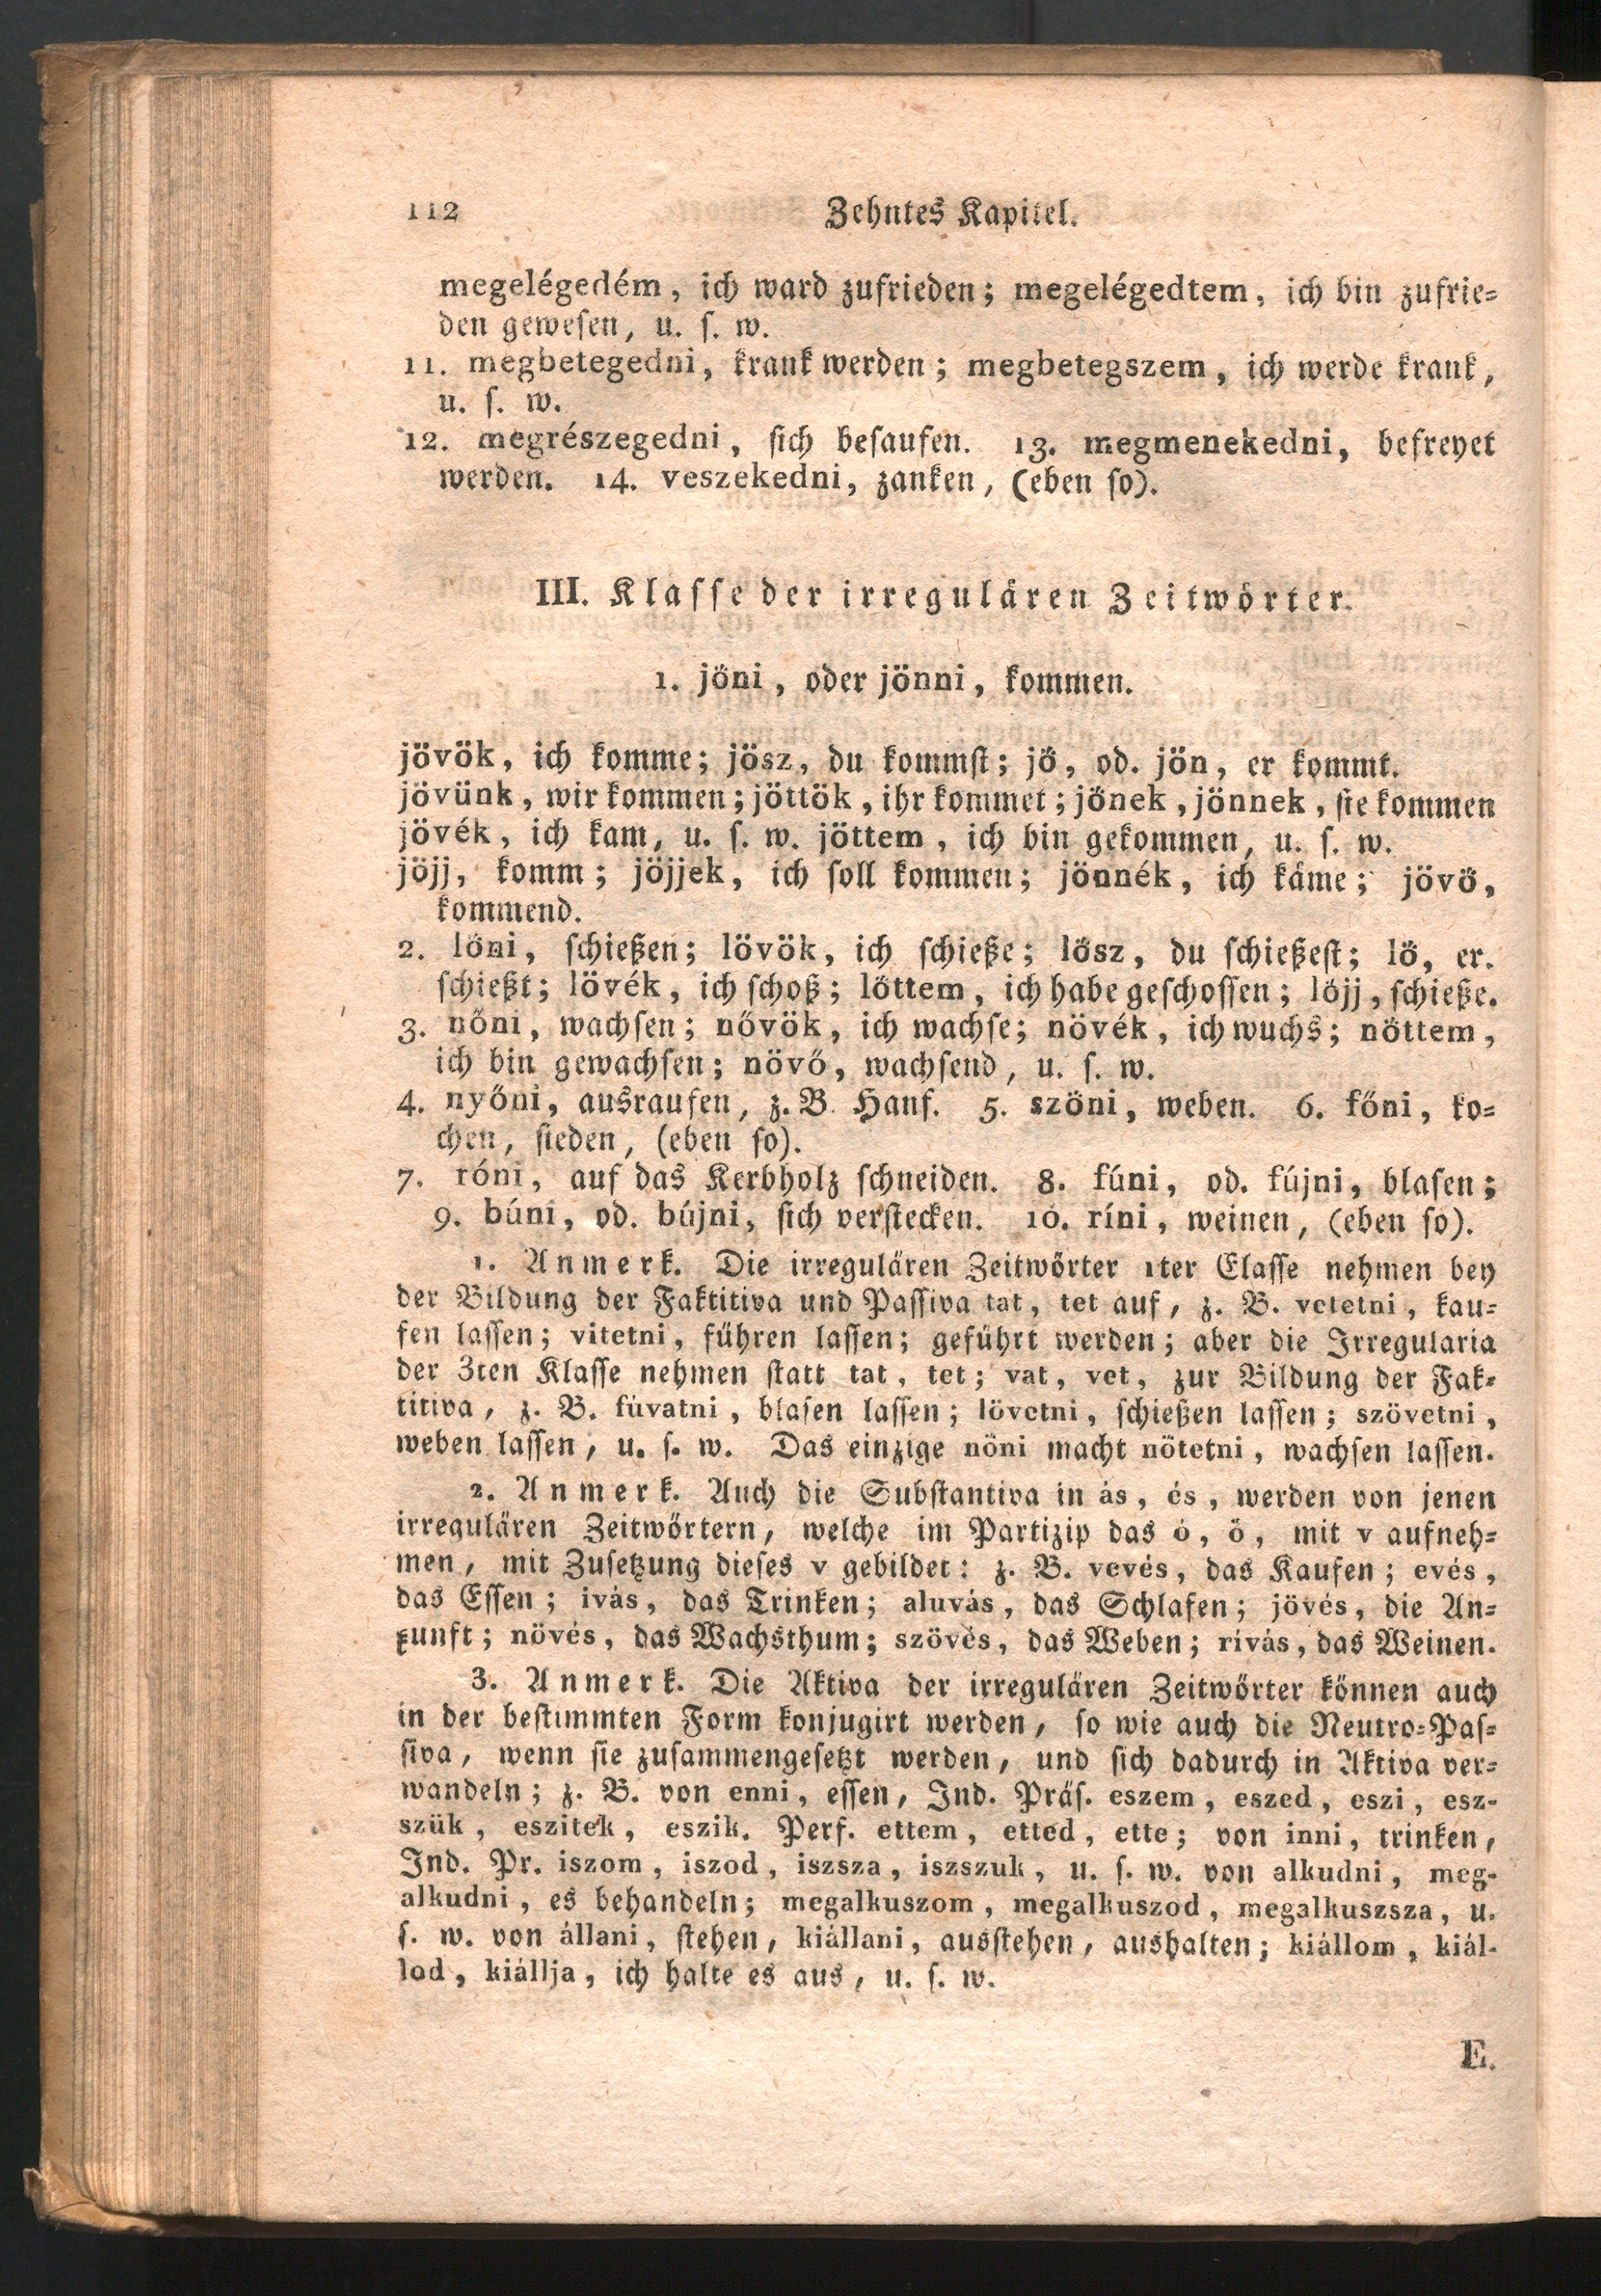 112
Zehntes Kapitel.
megelégedém, ich ward zufrieden; megelégedtem, ich bin zufrie=
den gewesen, u. s. w.
11. megbetegedni, krank werden; megbetegszem, ich werde krank,
u. s. w.
12. megrészegedni, sich besaufen. 13. megmenekedni, befreyet
werden. 14. veszekedni, zanken, (eben so).
III. Klasse der irregulären Zeitwörter.
1. jőni, oder jönni, kommen.
jövök, ich komme; jösz, du kommst; jő, od. jön, er kommt.
jövünk, wir kommen; jöttök, ihr kommet; jőnek, jönnek, sie kommen
jövék, ich kam, u. s. w. jöttem, ich bin gekommen, u. s. w.
jöjj, komm; jöjjek, ich soll kommen; jönnék, ich käme; jövő,
kommend.
2. lőni, schießen; lövök, ich schieße; lősz, du schießest; lő, er.
schießt; lövék, ich schoß; lőttem, ich habe geschossen; lőjj, schieße.
3. nőni, wachsen; nővök, ich wachse; növék, ich wuchs; nőttem,
ich bin gewachsen; növő, wachsend, u. s. w.
4. nyőni, ausraufen, z. B. Hanf. 5. szőni, weben. 6. főni, ko=
chen, sieden, (eben so).
7. róni, auf das Kerbholz schneiden. 8. fúni, od. fújni, blasen;
9. búni, od. bújni, sich verstecken. 10. ríni, weinen, (eben so).
1. Anmerk. Die irregulären Zeitwörter 1ter Classe nehmen bey
der Bildung der Faktitiva und Passiva tat, tet auf, z. B. vetetni, kau=
fen lassen; vitetni, führen lassen; geführt werden; aber die Irregularia
der 3ten Klasse nehmen statt tat, tet; vat, vet, zur Bildung der Fak=
titiva, z. B. fúvatni, blasen lassen; lövetni, schießen lassen; szövetni,
weben lassen, u. s. w. Das einzige nőni macht nőtetni, wachsen lassen.
2. Anmerk. Auch die Substantiva in ás, és, werden von jenen
irregulären Zeitwörtern, welche im Partizip das ó, ő, mit v aufneh=
men, mit Zusetzung dieses v gebildet: z. B. vevés, das Kaufen; evés,
das Essen; ivás, das Trinken; aluvás, das Schlafen; jövés, die An=
kunft; növés, das Wachsthum; szövés, das Weben; rívás, das Weinen.
3. Anmerk. Die Aktiva der irregulären Zeitwörter können auch
in der bestimmten Form konjugirt werden, so wie auch die Neutro=Pas=
siva, wenn sie zusammengesetzt werden, und sich dadurch in Aktiva ver=
wandeln; z. B. von enni, essen, Ind. Präs. eszem, eszed, eszi, esz-
szük, eszitek, eszik. Perf. ettem, etted, ette; von inni, trinken,
Ind. Pr. iszom, iszod, iszsza, iszszuk, u. s. w. von alkudni, meg-
alkudni, es behandeln; megalkuszom, megalkuszod, megalkuszsza, u.
s. w. von állani, stehen, kiállani, ausstehen, aushalten; kiállom, kiál-
lod, kiállja, ich halte es aus, u. s. w.
E.